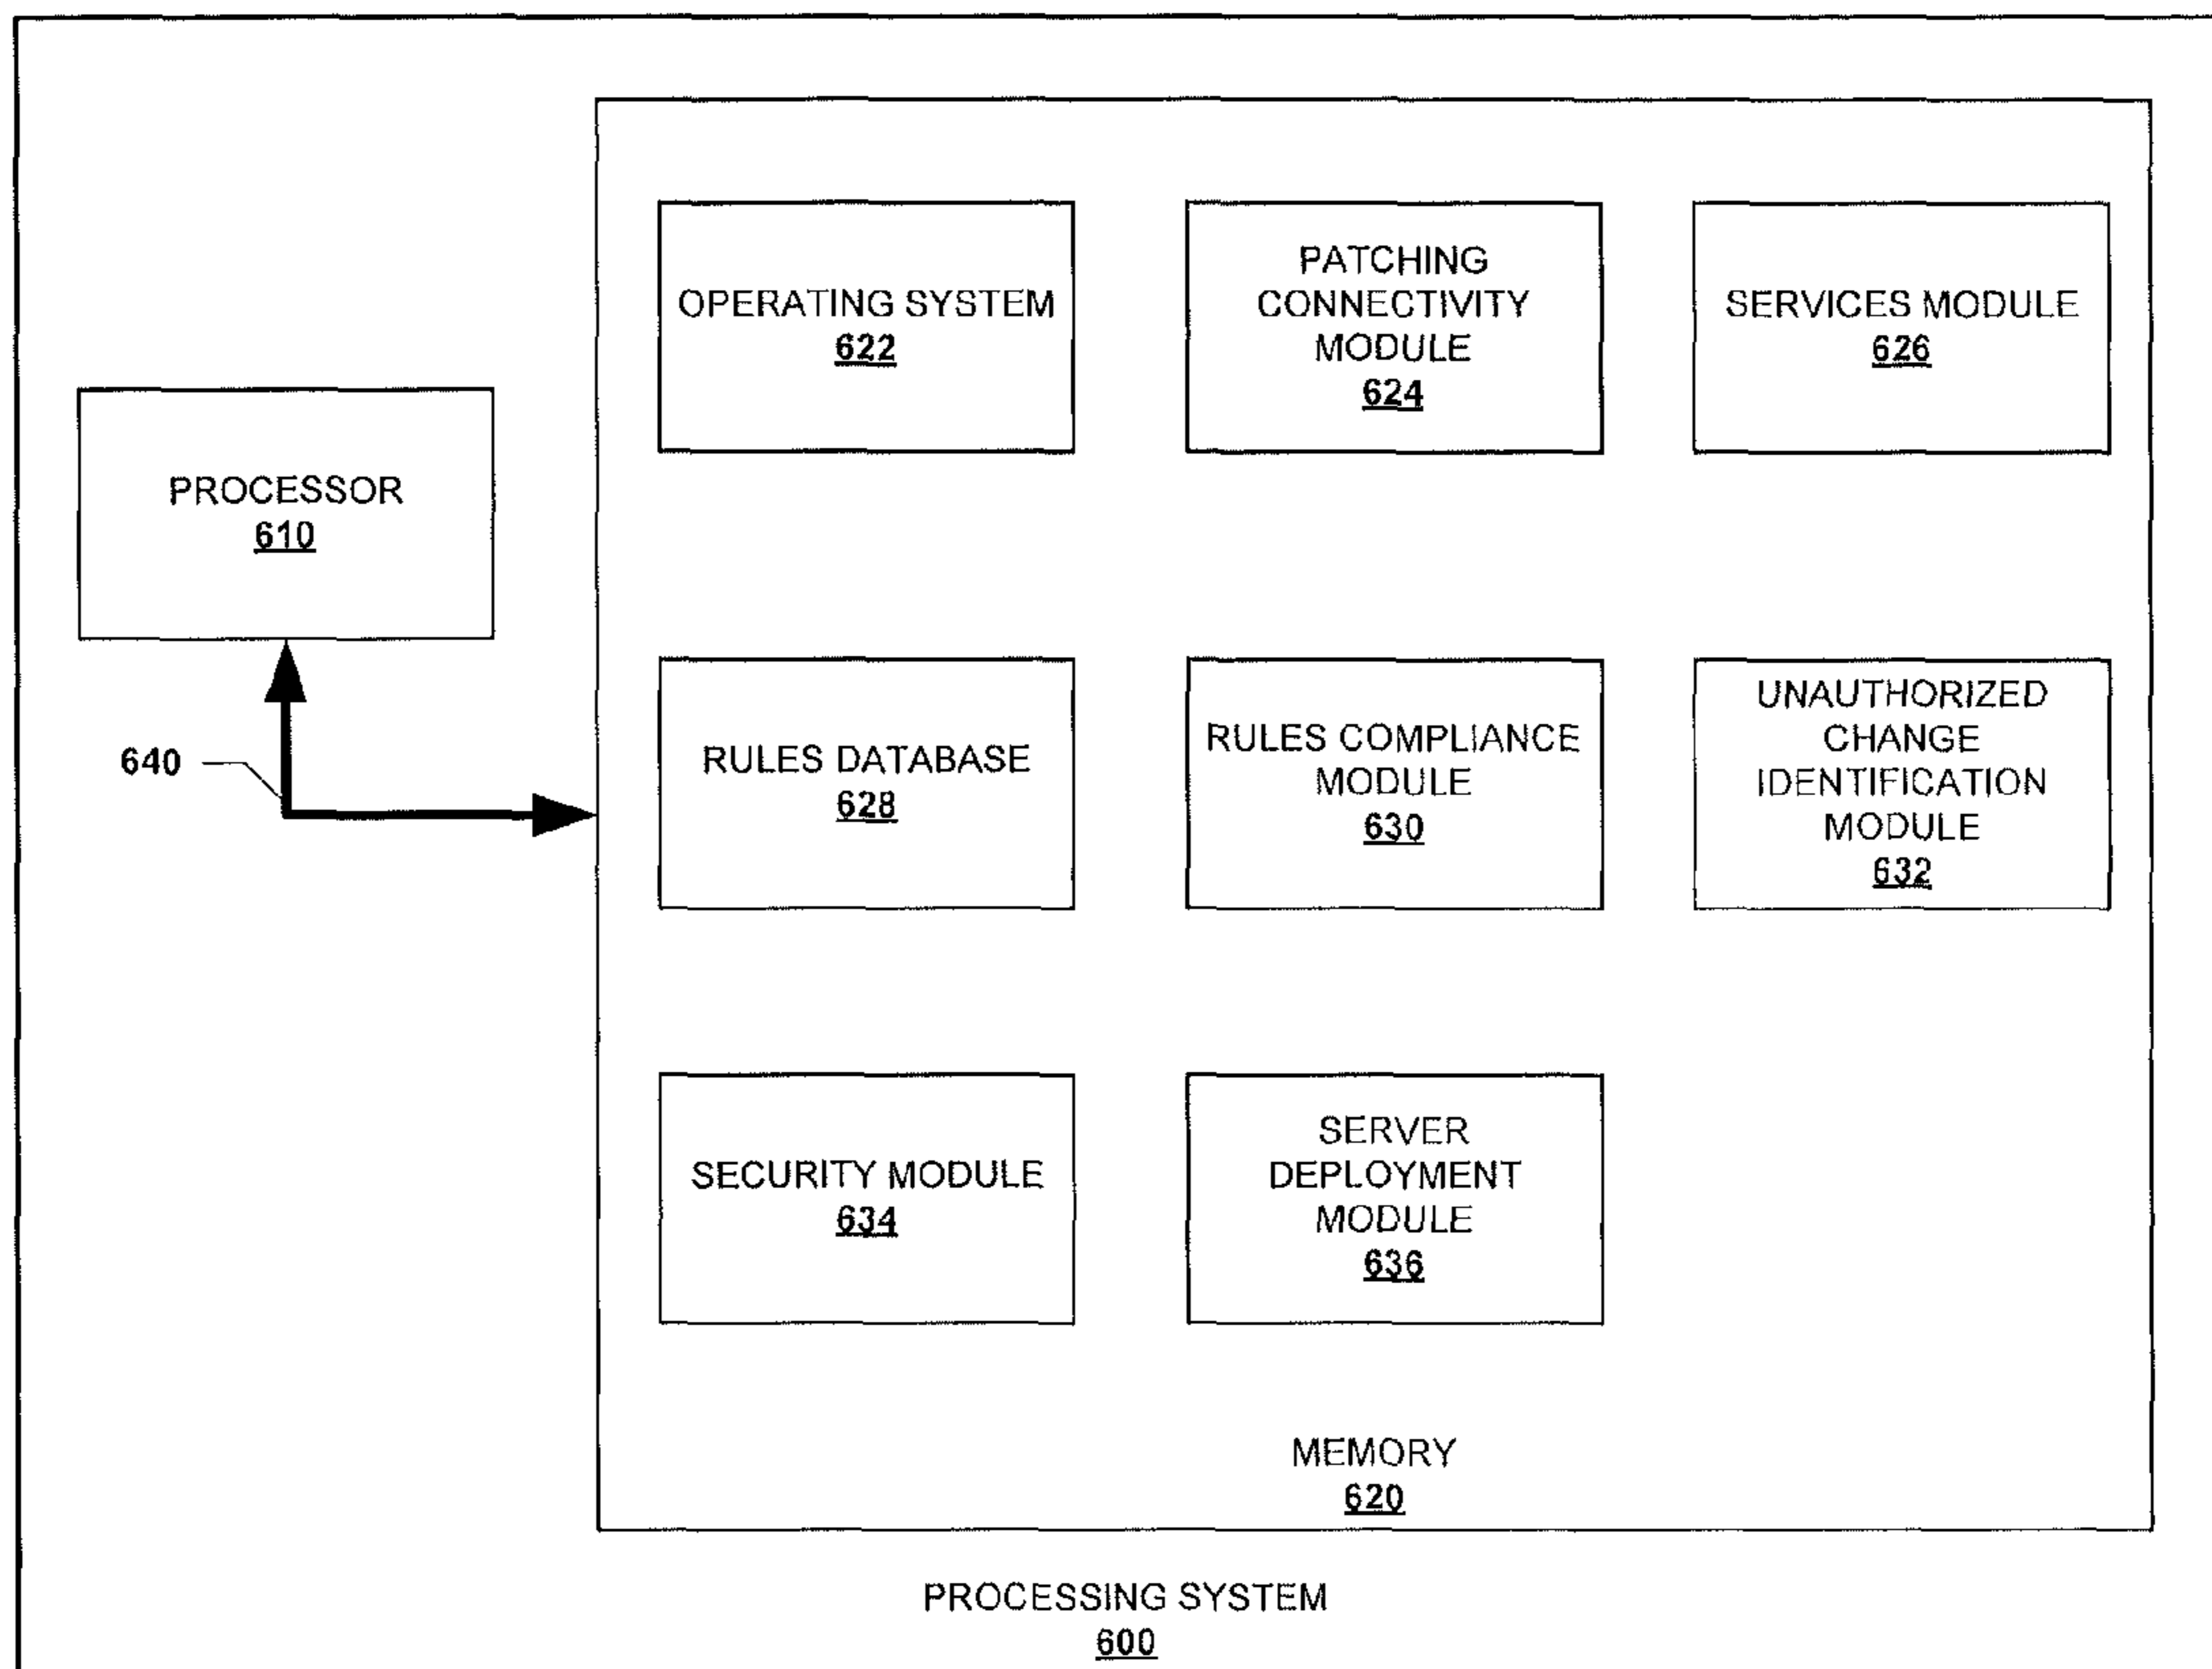 OPERATING SYSTEM
622
PATCHING
CONNECTIVITY
MODULE
624
SERVICES MODULE
626
PROCESSOR
610
640
RULES DATABASE
628
RULES COMPLIANCE
MODULE
630
UNAUTHORIZED
CHANGE
IDENTIFICATION
MODULE
632
SECURITY MODULE
634
SERVER
DEPLOYMENT
MODULE
636
MEMORY
620
PROCESSING SYSTEM
600